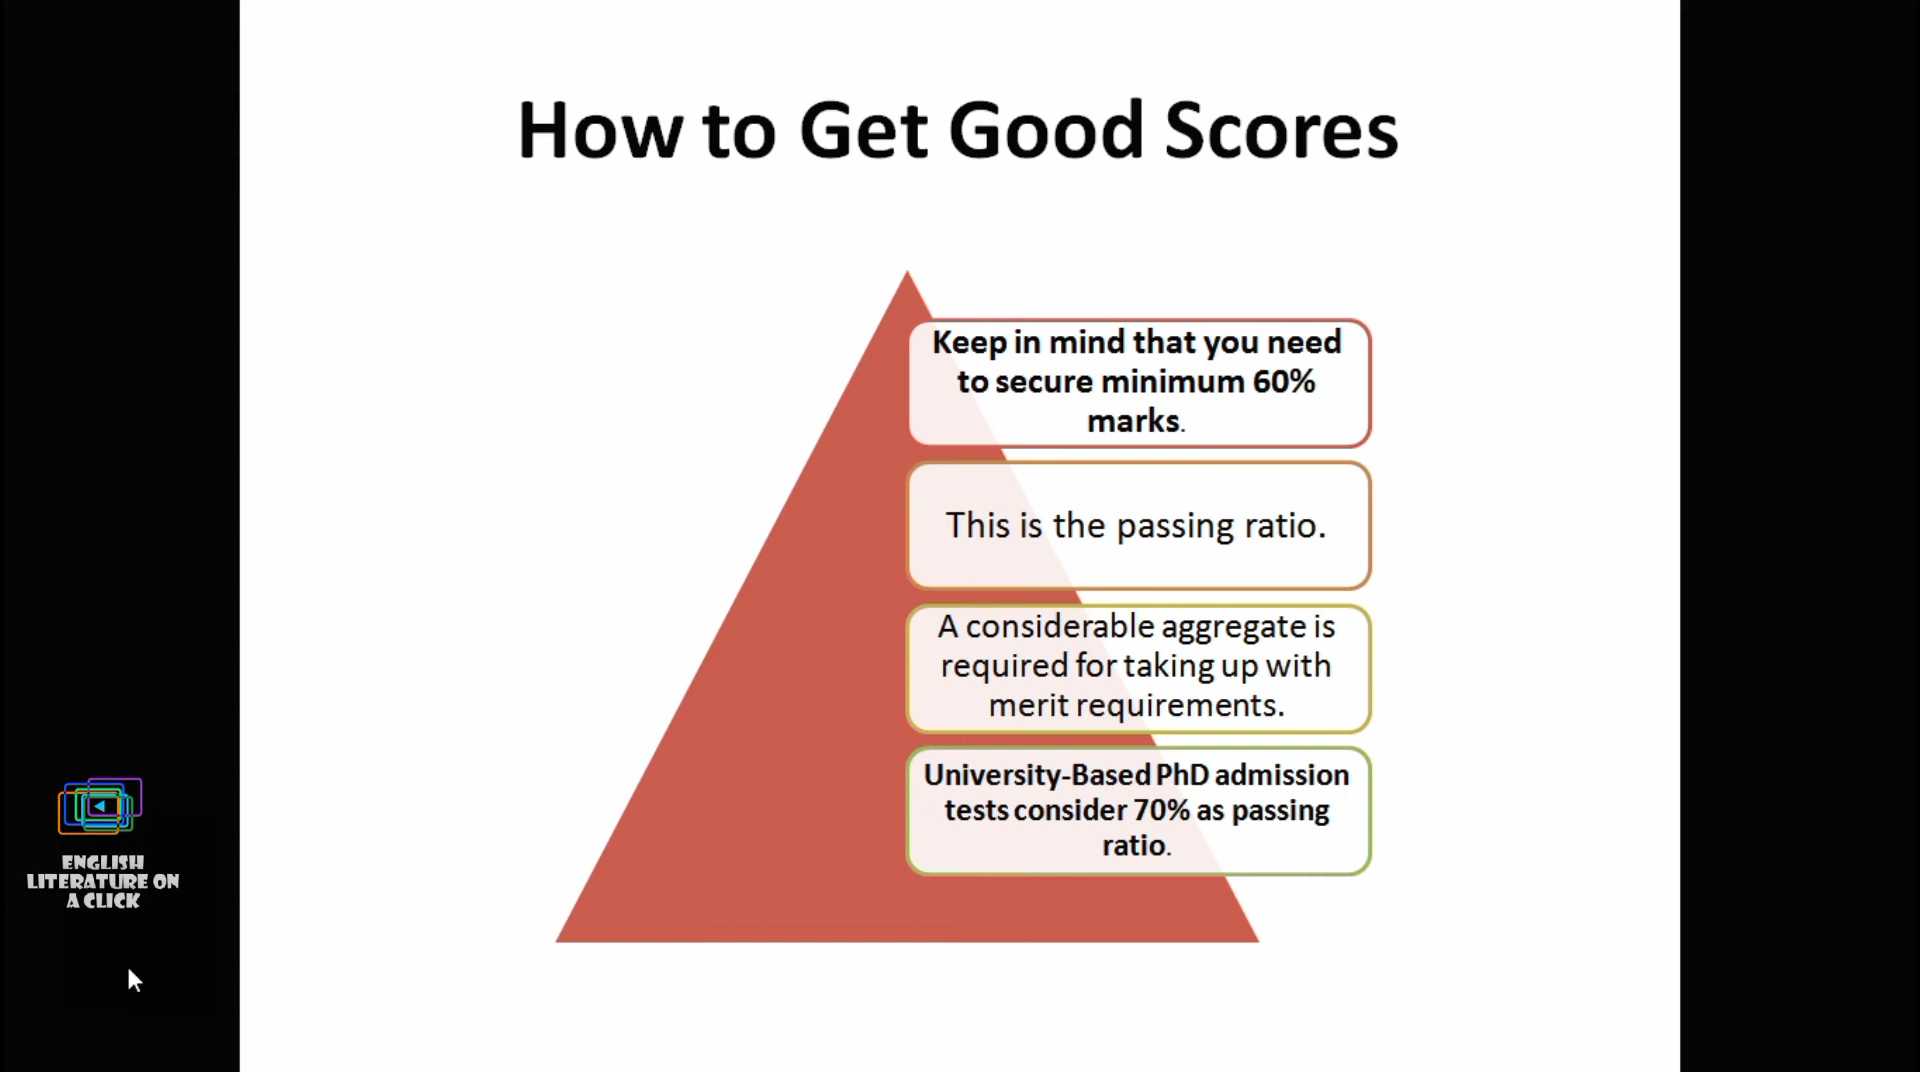 How to Get Good Scores
Keep in mind that you need
to secure minimum 60%
marks.
This is the passing ratio.
A considerable aggregate is
required for taking up with
merit requirements.
University-Based PhD admission
tests consider 70% as passing
ratio.
ENGLISH
LITERATURE ON
A CLICK